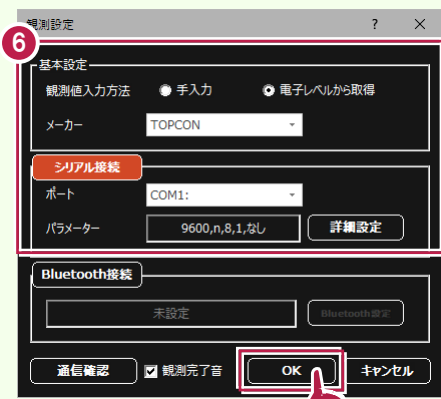 観測設定 ? ×
6
基本設定
観測値入力方法 手入力 電子レベルから取得
メーカー TOPCON
シリアル接続
ポート COM1:
パラメーター 9600,n,8,1,なし 詳細設定
Bluetooth接続
未設定 Bluetooth設定
通信確認 観測完了音 OK キャンセル